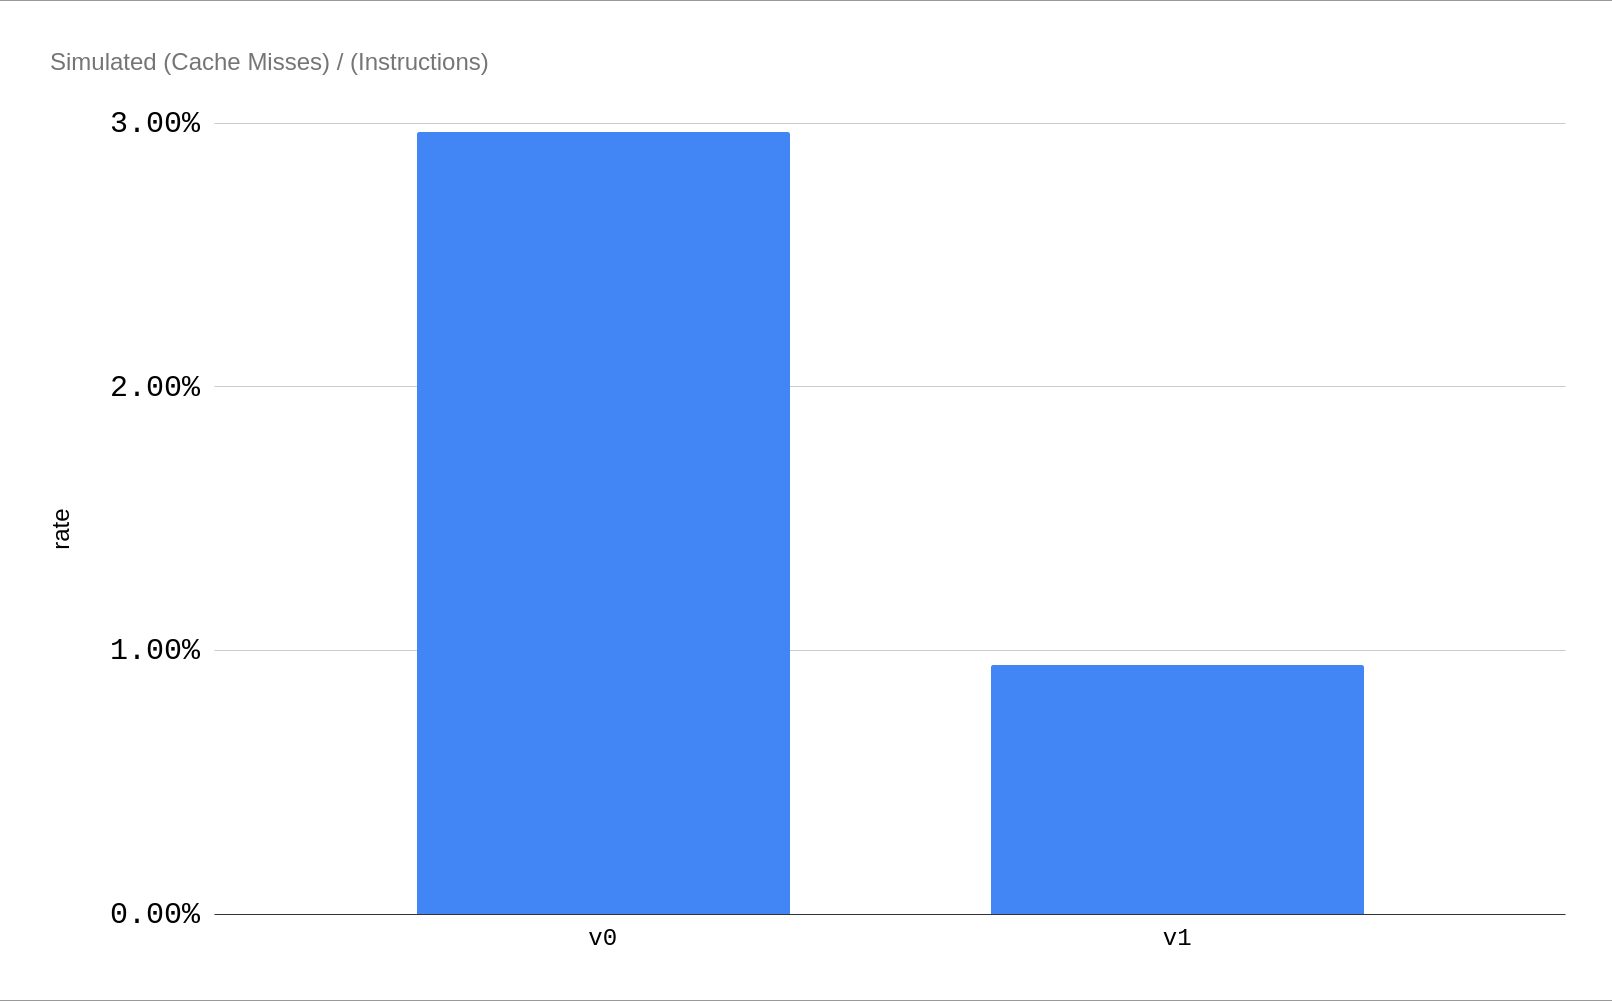 Simulated (Cache Misses) / (Instructions)
3.00%
2.00%
rate
1.00%
0.00%
v0
v1